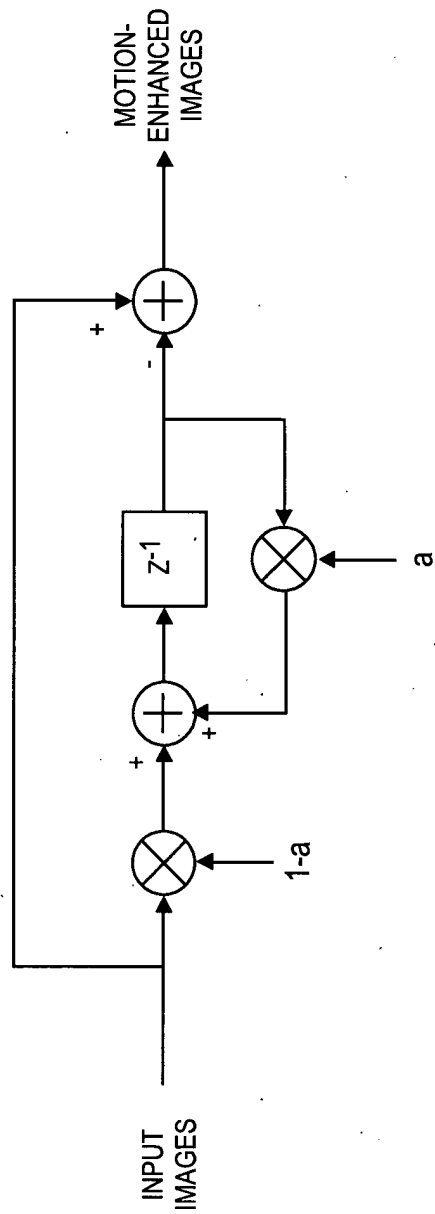 INPUT
IMAGES
+
1-a
+
+
z-1
a
-
+
MOTION-
ENHANCED
IMAGES